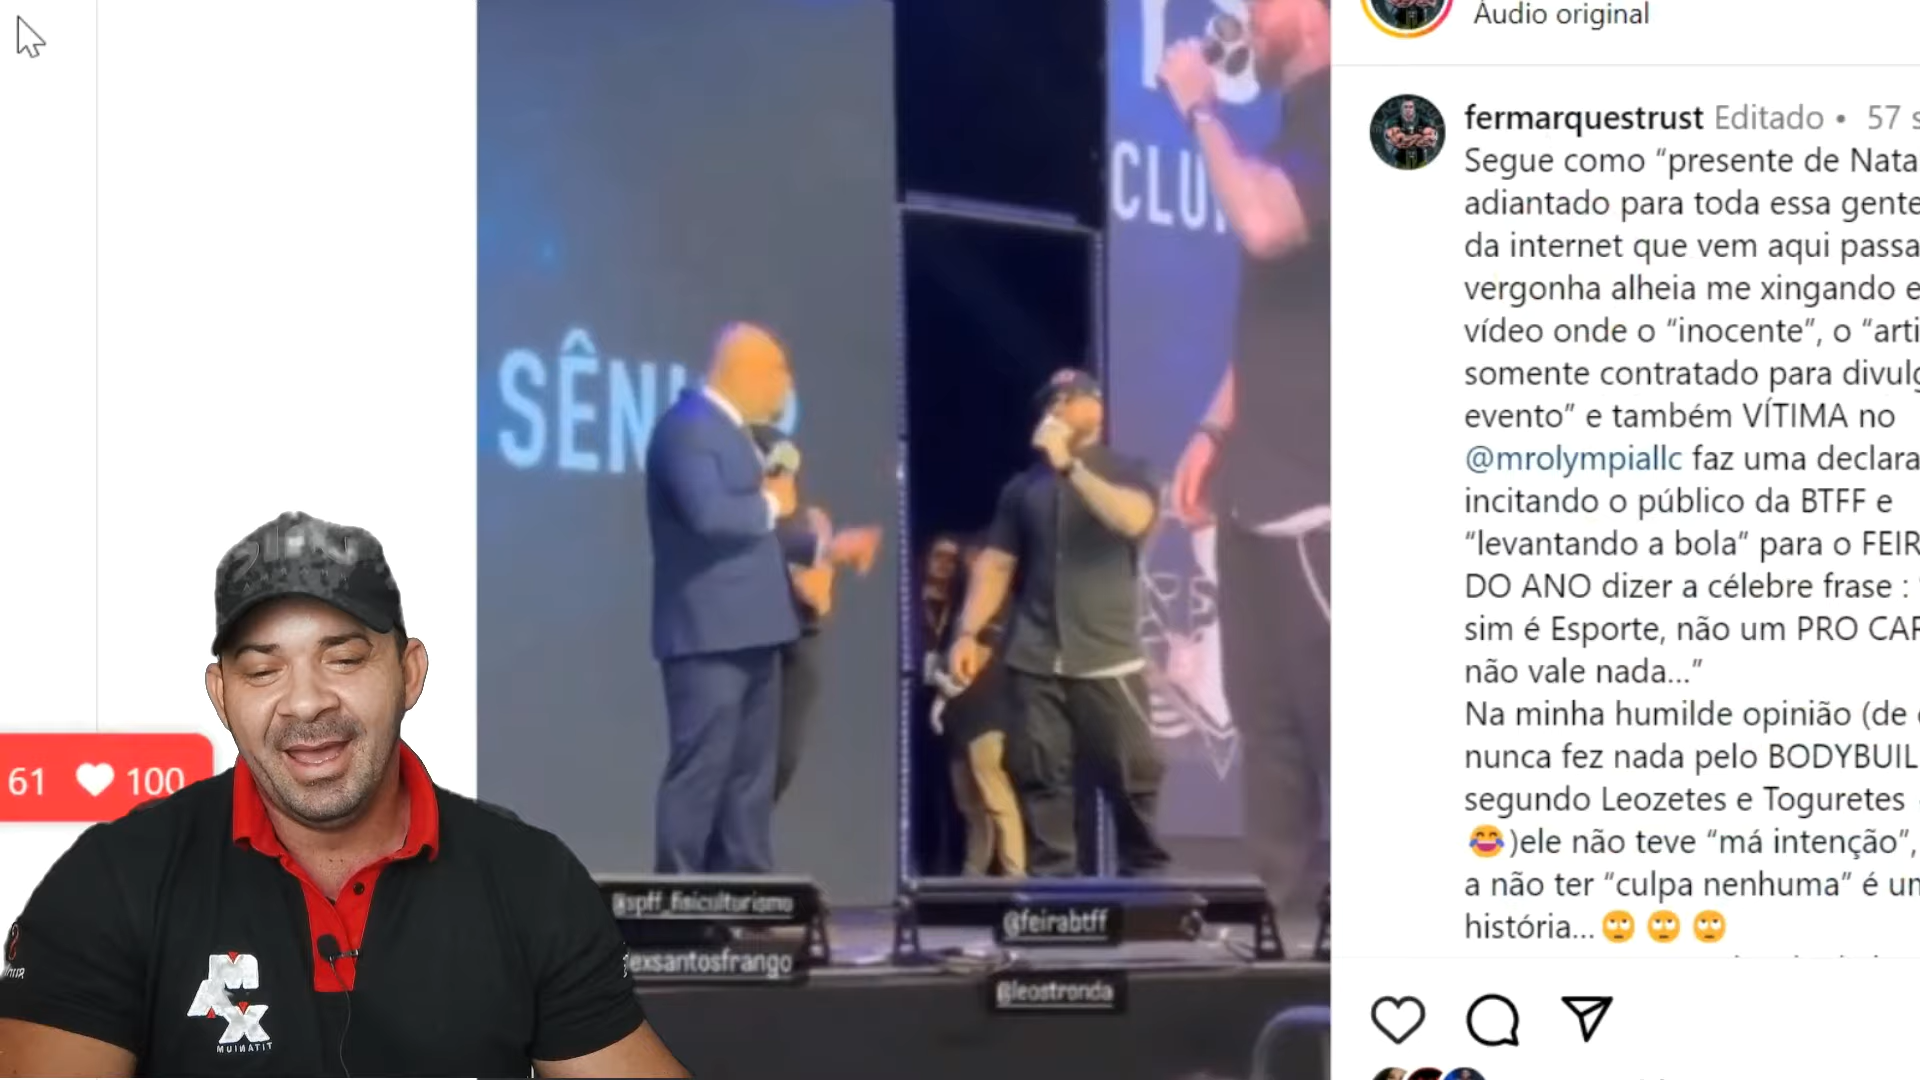 Áudio original
fermarquestrust Editado • 57 s
Segue como “presente de Nata
adiantado para toda essa gente
da internet que vem aqui passa
vergonha alheia me xingando e
vídeo onde o “inocente”, o “arti
somente contratado para divulg
evento” e também VÍTIMA no
@mrolympiallc faz uma declara
incitando o público da BTFF e
“levantando a bola” para o FEIR
DO ANO dizer a célebre frase : “
sim é Esporte, não um PRO CAR
não vale nada...”
Na minha humilde opinião (de
nunca fez nada pelo BODYBUIL
segundo Leozetes e Toguretes
😂)ele não teve “má intenção”,
a não ter “culpa nenhuma” é un
história... 🙄 🙄 🙄
CLU
SÊNI
61 100
@spff_fisiculturismo
exsantosfrango
@feirabtff
@leostronda
MUINATIT